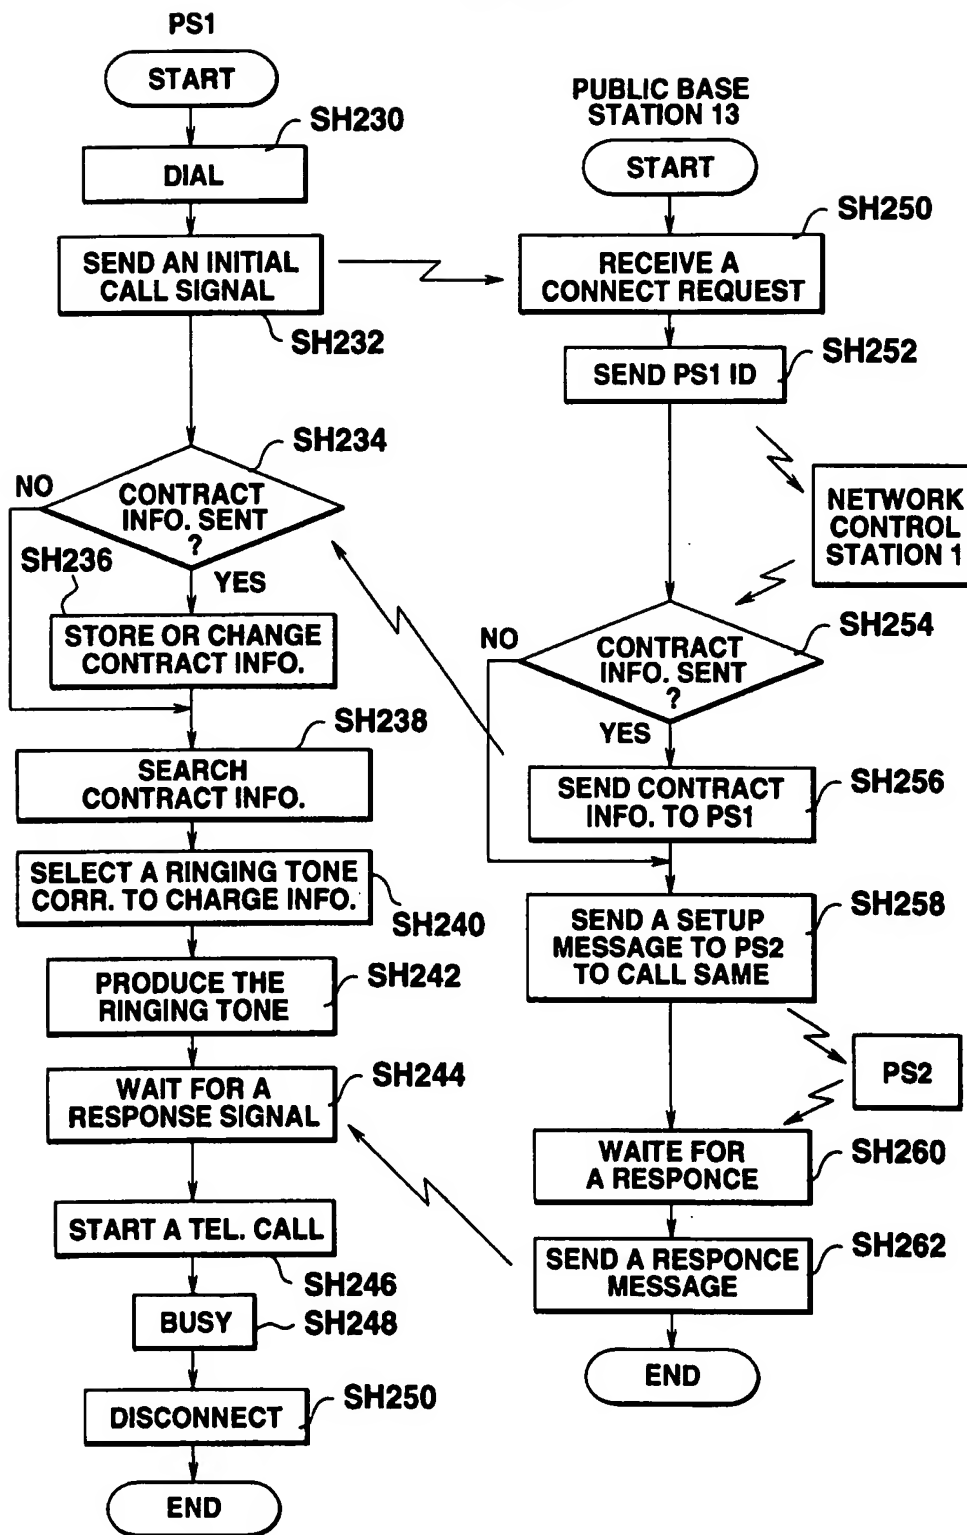 PS1
START
SH230
DIAL
SEND AN INITIAL
CALL SIGNAL
SH232
SH234
NO
CONTRACT
INFO. SENT
?
SH236
YES
STORE OR CHANGE
CONTRACT INFO.
SH238
SEARCH
CONTRACT INFO.
SELECT A RINGING TONE
CORR. TO CHARGE INFO.
SH240
PRODUCE THE
RINGING TONE
SH242
WAIT FOR A
RESPONSE SIGNAL
SH244
START A TEL. CALL
SH246
BUSY
SH248
SH250
DISCONNECT
END
PUBLIC BASE
STATION 13
START
SH250
RECEIVE A
CONNECT REQUEST
SH252
SEND PS1 ID
NETWORK
CONTROL
STATION 1
SH254
NO
CONTRACT
INFO. SENT
?
YES
SEND CONTRACT
INFO. TO PS1
SH256
SEND A SETUP
MESSAGE TO PS2
TO CALL SAME
SH258
PS2
WAITE FOR
A RESPONCE
SH260
SEND A RESPONCE
MESSAGE
SH262
END